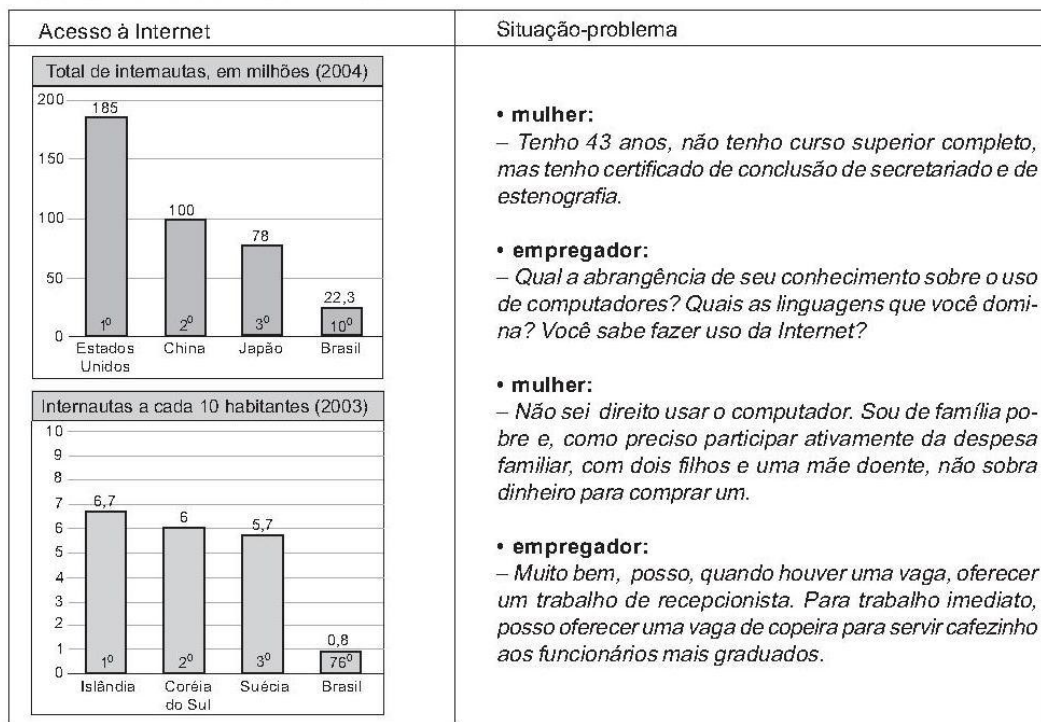 Acesso à Internet
Total de internautas, em milhões (2004)
200
185
150
100
100
78
50
22,3
0
1º
2º
3º
10º
Estados
Unidos
China
Japão
Brasil
Internautas a cada 10 habitantes (2003)
10
9
8
7
6,7
6
6
5,7
5
4
3
2
1
0,8
0
1º
2º
3º
76º
Islândia
Coréia
do Sul
Suécia
Brasil
Situação-problema
• mulher:
– Tenho 43 anos, não tenho curso superior completo,
mas tenho certificado de conclusão de secretariado e de
estenografia.
• empregador:
– Qual a abrangência de seu conhecimento sobre o uso
de computadores? Quais as linguagens que você domi-
na? Você sabe fazer uso da Internet?
• mulher:
– Não sei direito usar o computador. Sou de família po-
bre e, como preciso participar ativamente da despesa
familiar, com dois filhos e uma mãe doente, não sobra
dinheiro para comprar um.
• empregador:
– Muito bem, posso, quando houver uma vaga, oferecer
um trabalho de recepcionista. Para trabalho imediato,
posso oferecer uma vaga de copeira para servir cafezinho
aos funcionários mais graduados.